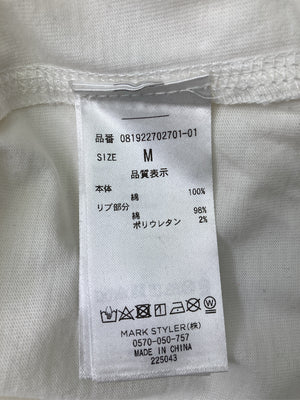 品番 081922702701-01
SIZE M
品質表示
本体
綿 100%
リブ部分
綿 98%
ポリウレタン 2%
MARK STYLER(株)
0570-050-757
MADE IN CHINA
225043